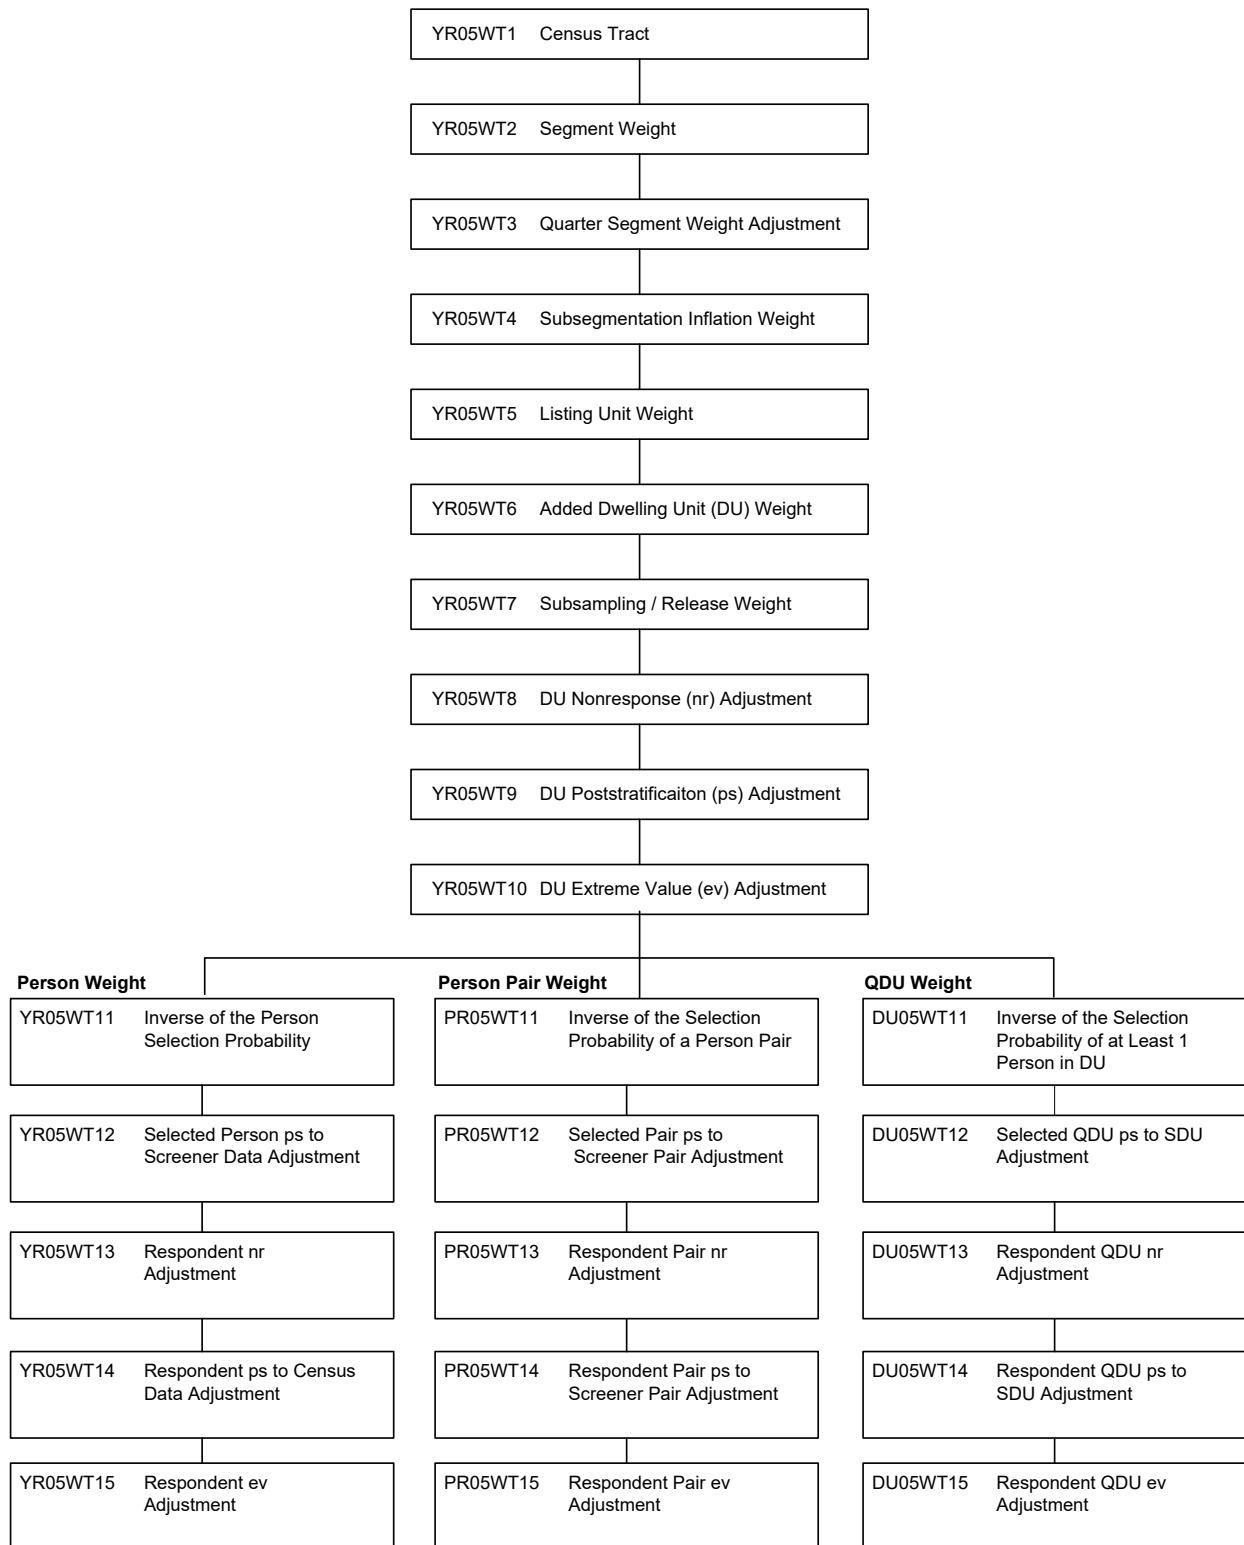 YR05WT1 Census Tract
YR05WT2 Segment Weight
YR05WT3 Quarter Segment Weight Adjustment
YR05WT4 Subsegmentation Inflation Weight
YR05WT5 Listing Unit Weight
YR05WT6 Added Dwelling Unit (DU) Weight
YR05WT7 Subsampling / Release Weight
YR05WT8 DU Nonresponse (nr) Adjustment
YR05WT9 DU Poststratificaiton (ps) Adjustment
YR05WT10 DU Extreme Value (ev) Adjustment
Person Weight
YR05WT11 Inverse of the Person
Selection Probability
YR05WT12 Selected Person ps to
Screener Data Adjustment
YR05WT13 Respondent nr
Adjustment
YR05WT14 Respondent ps to Census
Data Adjustment
YR05WT15 Respondent ev
Adjustment
Person Pair Weight
PR05WT11 Inverse of the Selection
Probability of a Person Pair
PR05WT12 Selected Pair ps to
Screener Pair Adjustment
PR05WT13 Respondent Pair nr
Adjustment
PR05WT14 Respondent Pair ps to
Screener Pair Adjustment
PR05WT15 Respondent Pair ev
Adjustment
QDU Weight
DU05WT11 Inverse of the Selection
Probability of at Least 1
Person in DU
DU05WT12 Selected QDU ps to SDU
Adjustment
DU05WT13 Respondent QDU nr
Adjustment
DU05WT14 Respondent QDU ps to
SDU Adjustment
DU05WT15 Respondent QDU ev
Adjustment